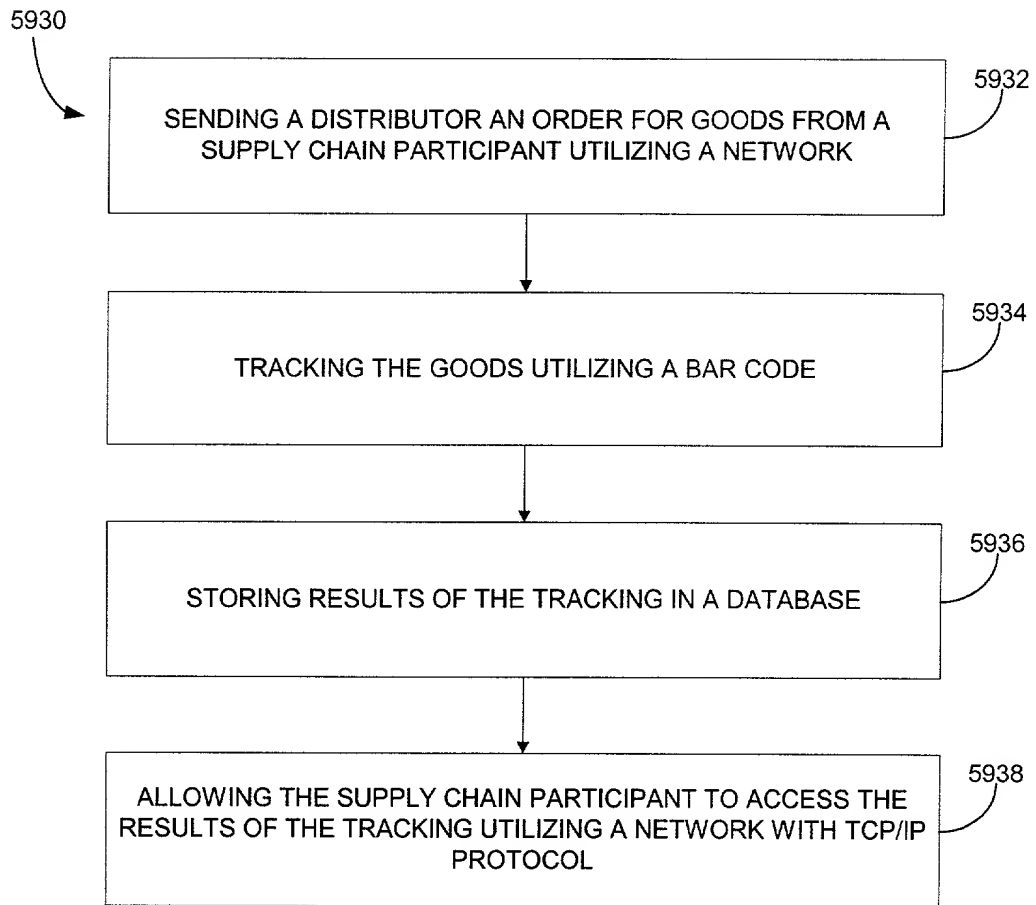 5930
5932
SENDING A DISTRIBUTOR AN ORDER FOR GOODS FROM A
SUPPLY CHAIN PARTICIPANT UTILIZING A NETWORK
5934
TRACKING THE GOODS UTILIZING A BAR CODE
5936
STORING RESULTS OF THE TRACKING IN A DATABASE
5938
ALLOWING THE SUPPLY CHAIN PARTICIPANT TO ACCESS THE
RESULTS OF THE TRACKING UTILIZING A NETWORK WITH TCP/IP
PROTOCOL